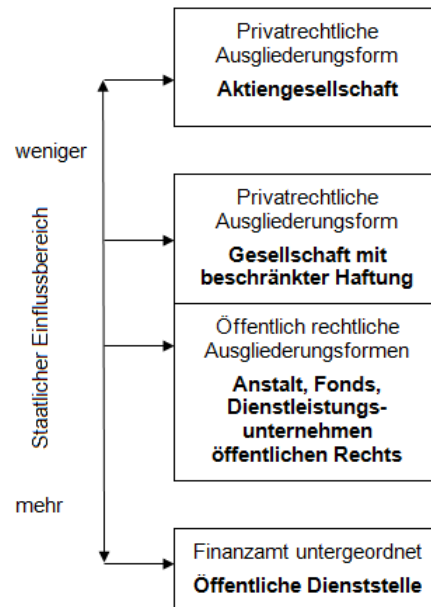 Privatrechtliche
Ausgliederungsform
Aktiengesellschaft
weniger
Privatrechtliche
Ausgliederungsform
Gesellschaft mit
beschränkter Haftung
Staatlicher Einflussbereich
Öffentlich rechtliche
Ausgliederungsformen
Anstalt, Fonds,
Dienstleistungs-
unternehmen
öffentlichen Rechts
mehr
Finanzamt untergeordnet
Öffentliche Dienststelle